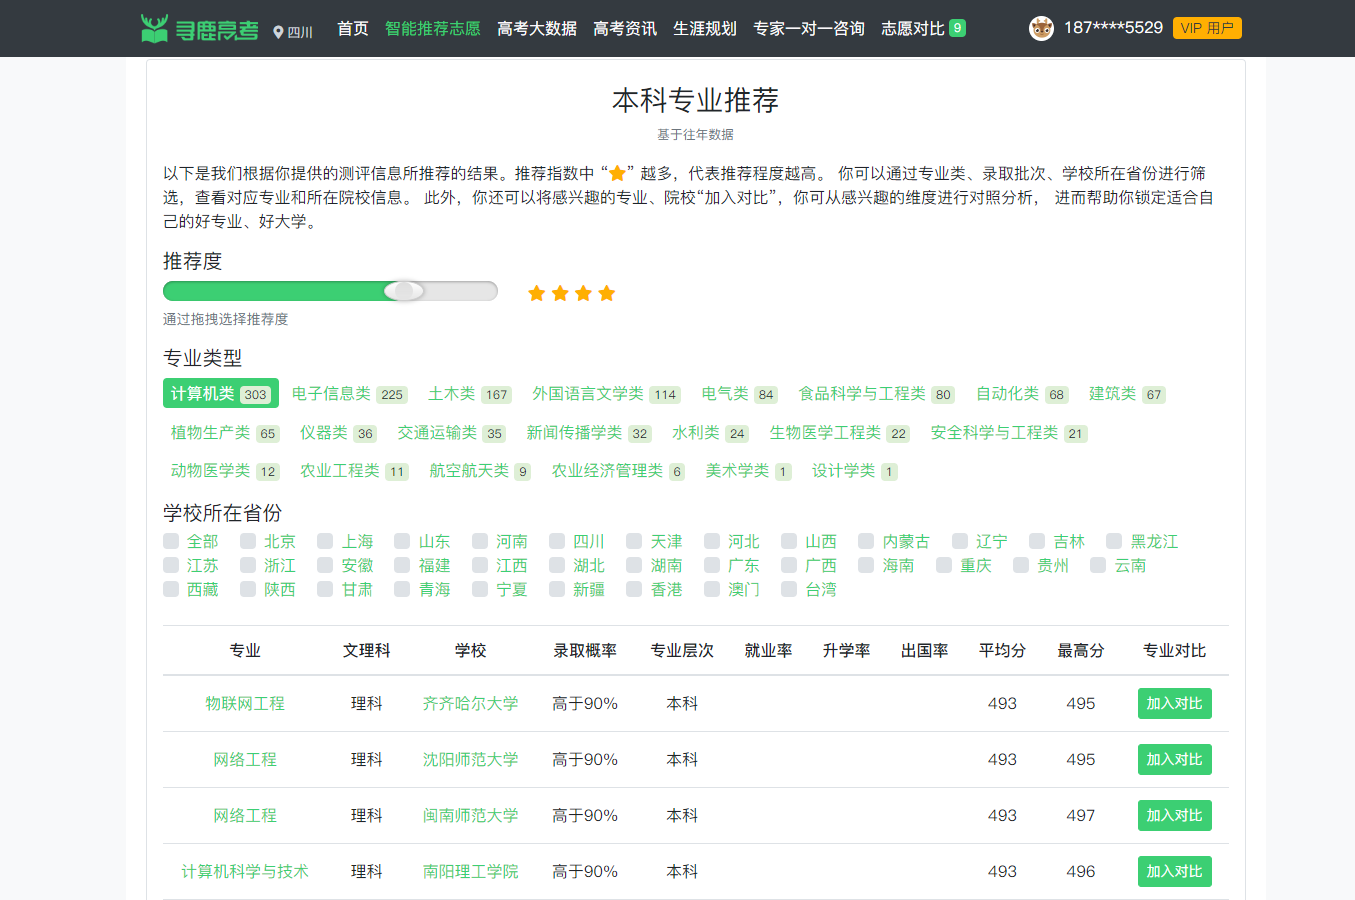 寻鹿高考 四川 首页 智能推荐志愿 高考大数据 高考资讯 生涯规划 专家一对一咨询 志愿对比 9 187****5529 VIP 用户
本科专业推荐
基于往年数据
以下是我们根据你提供的测评信息所推荐的结果。推荐指数中 “⭐” 越多，代表推荐程度越高。 你可以通过专业类、录取批次、学校所在省份进行筛
选，查看对应专业和所在院校信息。 此外，你还可以将感兴趣的专业、院校“加入对比”，你可从感兴趣的维度进行对照分析， 进而帮助你锁定适合自
己的好专业、好大学。
推荐度
通过拖拽选择推荐度
专业类型
计算机类 303 电子信息类 225 土木类 167 外国语言文学类 114 电气类 84 食品科学与工程类 80 自动化类 68 建筑类 67
植物生产类 65 仪器类 36 交通运输类 35 新闻传播学类 32 水利类 24 生物医学工程类 22 安全科学与工程类 21
动物医学类 12 农业工程类 11 航空航天类 9 农业经济管理类 6 美术学类 1 设计学类 1
学校所在省份
全部 北京 上海 山东 河南 四川 天津 河北 山西 内蒙古 辽宁 吉林 黑龙江
江苏 浙江 安徽 福建 江西 湖北 湖南 广东 广西 海南 重庆 贵州 云南
西藏 陕西 甘肃 青海 宁夏 新疆 香港 澳门 台湾
专业 文理科 学校 录取概率 专业层次 就业率 升学率 出国率 平均分 最高分 专业对比
物联网工程 理科 齐齐哈尔大学 高于90% 本科 493 495 加入对比
网络工程 理科 沈阳师范大学 高于90% 本科 493 495 加入对比
网络工程 理科 闽南师范大学 高于90% 本科 493 497 加入对比
计算机科学与技术 理科 南阳理工学院 高于90% 本科 493 496 加入对比